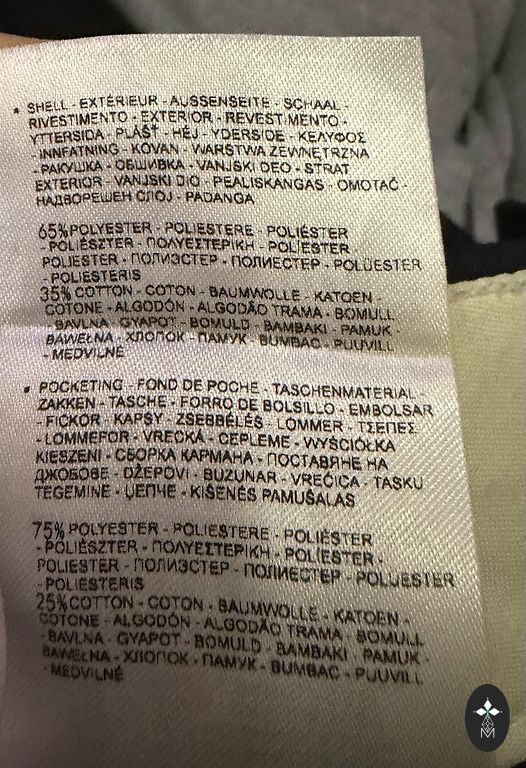 • SHELL - EXTÉRIEUR - AUSSENSEITE - SCHAAL -
RIVESTIMENTO - EXTERIOR - REVESTIMENTO -
YTTERSIDA - PLÁŠŤ - HÉJ - YDERSIDE - ΚΕΛΥΦΟΣ
- INNFATNING - KOVAN - WARSTWA ZEWNĘTRZNA
- РАКУШКА - ОБШИВКА - VANJSKI DEO - STRAT
EXTERIOR - VANJSKI DIO - PEALISKANGAS - OMOTAČ -
НАДВОРЕШЕН СЛОЈ - PADANGA
65%POLYESTER - POLIESTERE - POLIÉSTER
- POLIÉSZTER - ΠΟΛΥΕΣΤΕΡΙΚΗ - POLIESTER -
POLIESTER - ПОЛИЭСТЕР - ПОЛИЕСТЕР - POLÜESTER
- POLIESTERIS
35% COTTON - COTON - BAUMWOLLE - KATOEN -
COTONE - ALGODÓN - ALGODÃO TRAMA - BOMULL
- BAVLNA - GYAPOT - BOMULD - BAMBAKI - PAMUK -
BAWEŁNA - ХЛОПОК - ПАМУК - BUMBAC - PUUVILL
- MEDVILNĖ
• POCKETING - FOND DE POCHE - TASCHENMATERIAL -
ZAKKEN - TASCHE - FORRO DE BOLSILLO - EMBOLSAR
- FICKOR - KAPSY - ZSEBBÉLÉS - LOMMER - ΤΣΕΠΕΣ
- LOMMEFOR - VRECKÁ - CEPLEME - WYŚCIÓŁKA
KIESZENI - СБОРКА КАРМАНА - ПОСТАВЯНЕ НА
ДЖОБОВЕ - DŽEPOVI - BUZUNAR - VREĆICA - TASKU
TEGEMINE - ЏЕПЧЕ - KIŠENĖS PAMUŠALAS
75%POLYESTER - POLIESTERE - POLIÉSTER
- POLIÉSZTER - ΠΟΛΥΕΣΤΕΡΙΚΗ - POLIESTER -
POLIESTER - ПОЛИЭСТЕР - ПОЛИЕСТЕР - POLUESTER
- POLIESTERIS
25%COTTON - COTON - BAUMWOLLE - KATOEN -
COTONE - ALGODÓN - ALGODÃO TRAMA - BOMULL
- BAVLNA - GYAPOT - BOMULD - BAMBAKI - PAMUK -
BAWEŁNA - ХЛОПОК - ПАМУК - BUMBAC - PUUVILL
- MEDVILNĖ
M